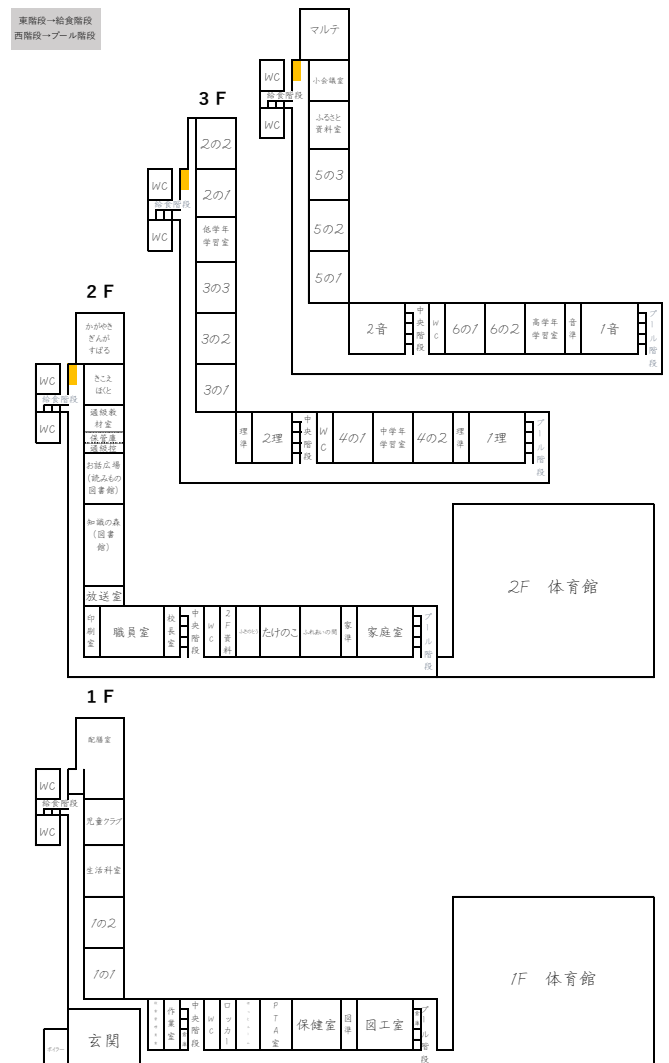 東階段→給食階段
西階段→プール階段
マルチ
WC
給食階段
WC
小会議室
ふるさと
資料室
5の3
5の2
5の1
2音
中央階段
WC
6の1
6の2
高学年
学習室
音準
1音
プール階段
3F
2の2
WC
給食階段
WC
2の1
低学年
学習室
3の3
3の2
3の1
理準
2理
中央階段
WC
4の1
中学年
学習室
4の2
理準
1理
プール階段
2F
かがやき
ぎんが
すばる
WC
給食階段
WC
きこえ
ほくと
通級教
材室
保管庫
お話広場
(読みもの
図書館)
知識の森
(図書
館)
放送室
印刷室
職員室
校長室
中央階段
WC
2F資料
たけのこ
ふれあいの間
家準
家庭室
プール階段
2F 体育館
1F
配膳室
WC
給食階段
WC
児童クラブ
生活科室
1の2
1の1
ボイラー
玄関
作業室
中央階段
WC
ロッカー
PTA室
保健室
図準
図工室
プール階段
1F 体育館